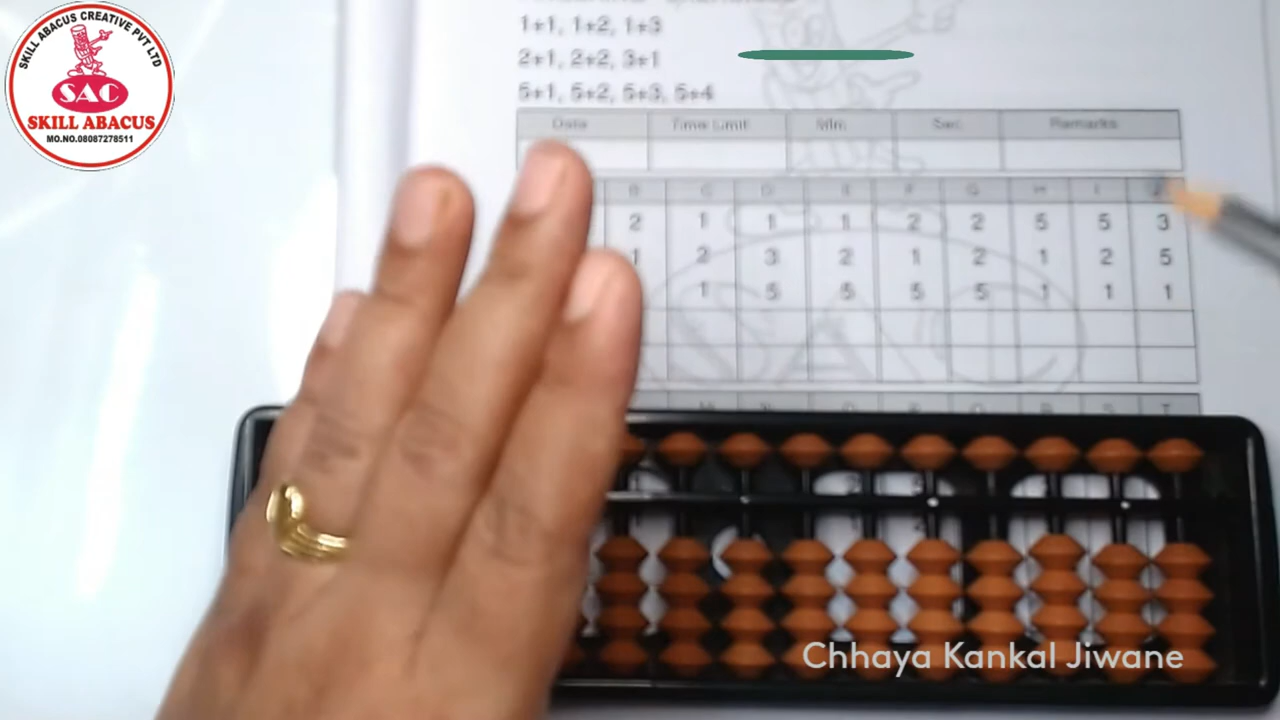 SKILL ABACUS CREATIVE PVT LTD
SAC
SKILL ABACUS
MO.NO.08087278511
1+1, 1+2, 1+3
2+1, 2+2, 3+1
5+1, 5+2, 5+3, 5+4
Date Time Limit Min. Sec. Remarks
B C D E F G H I
2 1 1 1 2 2 5 5 3
1 2 3 2 1 2 1 2 5
1 5 5 5 5 1 1 1
SAC
Chhaya Kankal Jiwane